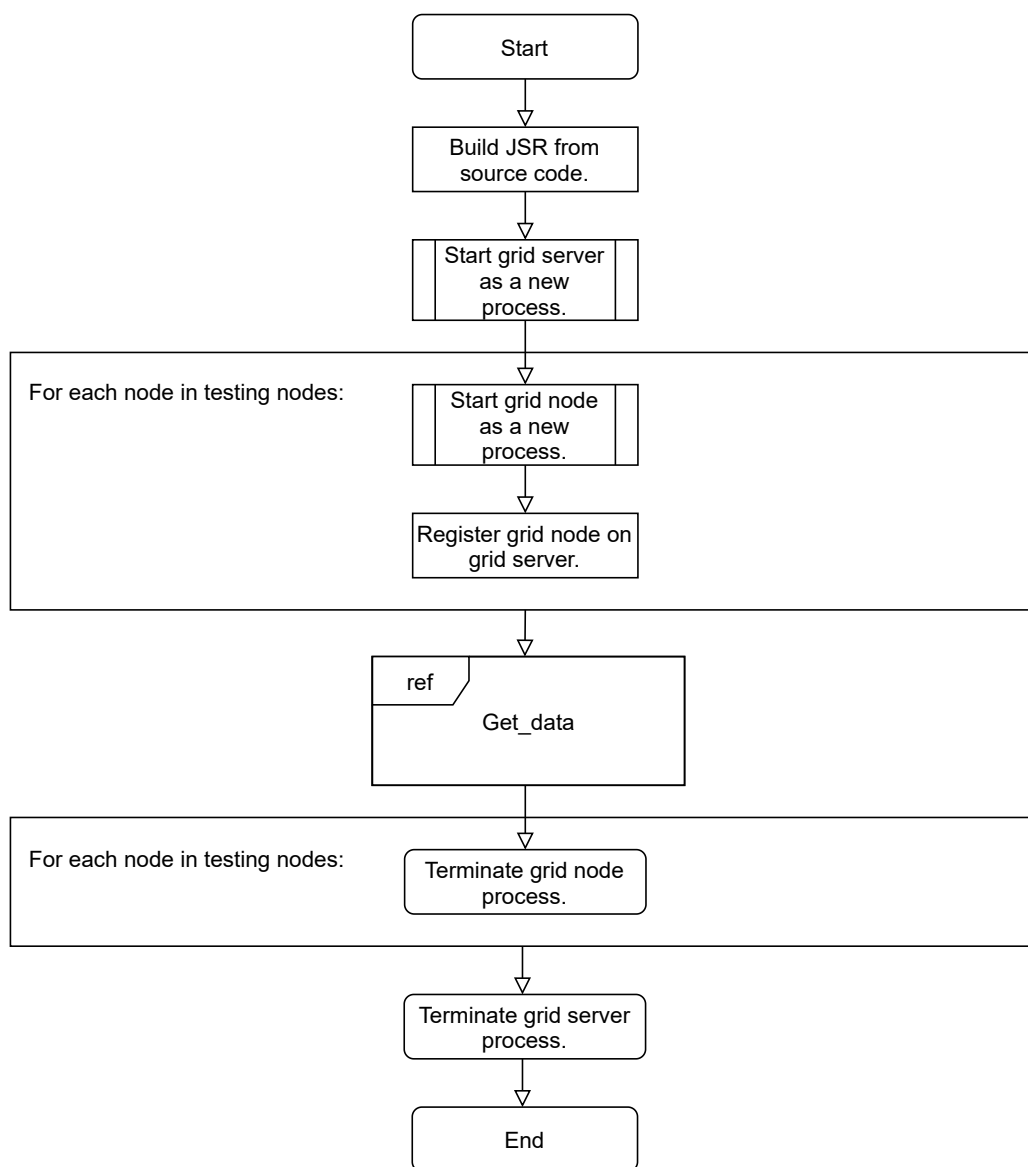 Start
Build JSR from
source code.
Start grid server
as a new
process.
For each node in testing nodes:
Start grid node
as a new
process.
Register grid node on
grid server.
ref
Get_data
For each node in testing nodes:
Terminate grid node
process.
Terminate grid server
process.
End